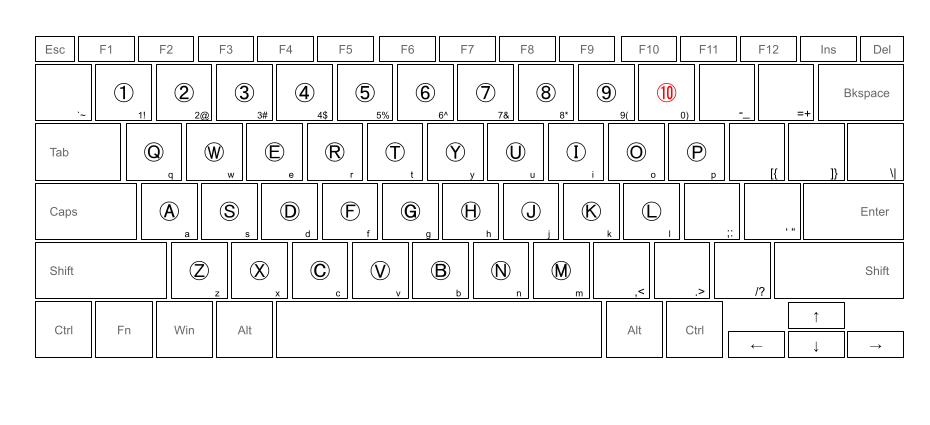 Esc F1 F2 F3 F4 F5 F6 F7 F8 F9 F10 F11 F12 Ins Del
① ② ③ ④ ⑤ ⑥ ⑦ ⑧ ⑨ ⑩ Bkspace
`~ 1! 2@ 3# 4$ 5% 6^ 7& 8* 9( 0) -_ =+
Tab Ⓠ Ⓦ Ⓔ Ⓡ Ⓣ Ⓨ Ⓤ Ⓘ Ⓞ Ⓟ
q w e r t y u i o p [{ ]} \|
Caps Ⓐ Ⓢ Ⓓ Ⓕ Ⓖ Ⓗ Ⓙ Ⓚ Ⓛ Enter
a s d f g h j k l ;: ' "
Shift Ⓩ Ⓧ Ⓒ Ⓥ Ⓑ Ⓝ Ⓜ Shift
z x c v b n m ,< .> /?
↑
Ctrl Fn Win Alt Alt Ctrl
← ↓ →